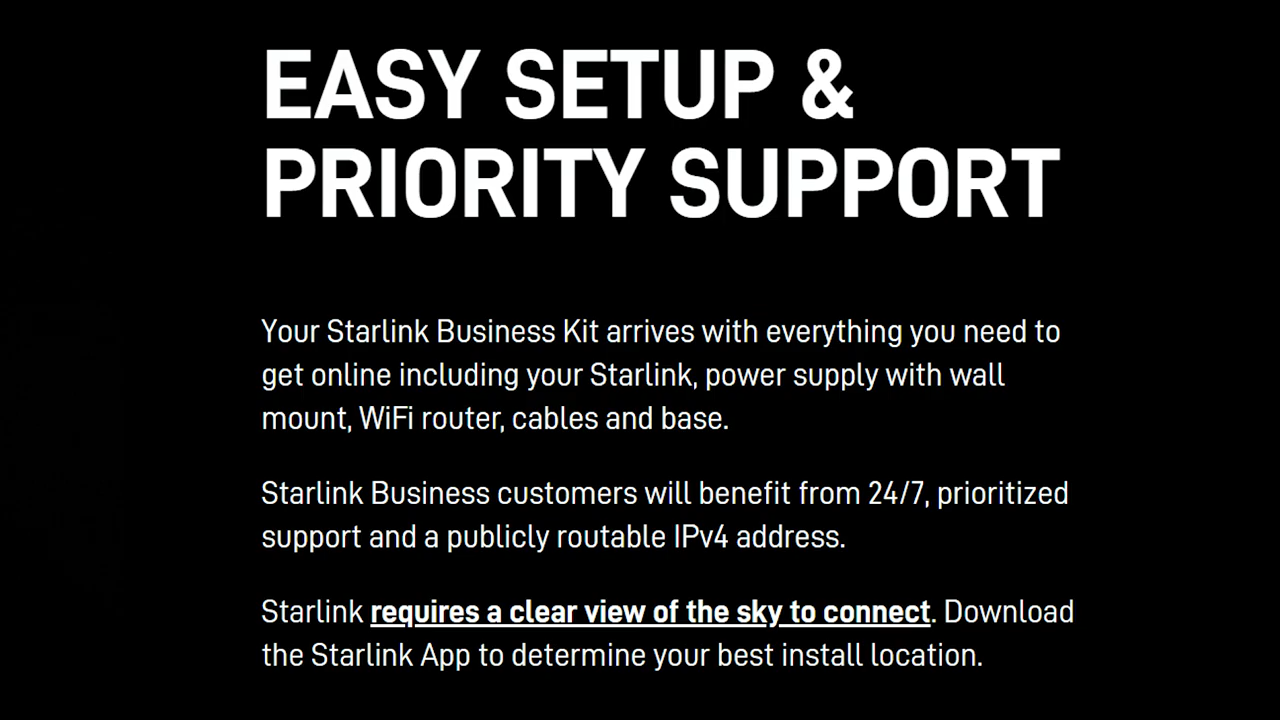 EASY SETUP &
PRIORITY SUPPORT
Your Starlink Business Kit arrives with everything you need to
get online including your Starlink, power supply with wall
mount, WiFi router, cables and base.
Starlink Business customers will benefit from 24/7, prioritized
support and a publicly routable IPv4 address.
Starlink requires a clear view of the sky to connect. Download
the Starlink App to determine your best install location.